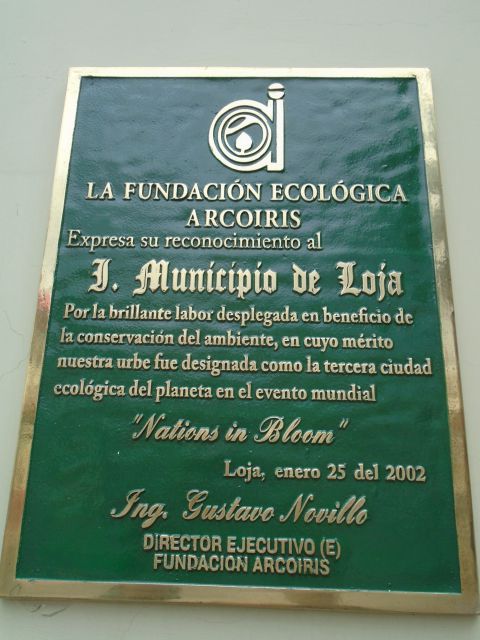 LA FUNDACIÓN ECOLÓGICA
ARCOIRIS
Expresa su reconocimiento al
I. Municipio de Loja
Por la brillante labor desplegada en beneficio de
la conservación del ambiente, en cuyo mérito
nuestra urbe fue designada como la tercera ciudad
ecológica del planeta en el evento mundial
"Nations in Bloom"
Loja, enero 25 del 2002
Ing. Gustavo Novillo
DIRECTOR EJECUTIVO (E)
FUNDACION ARCOIRIS